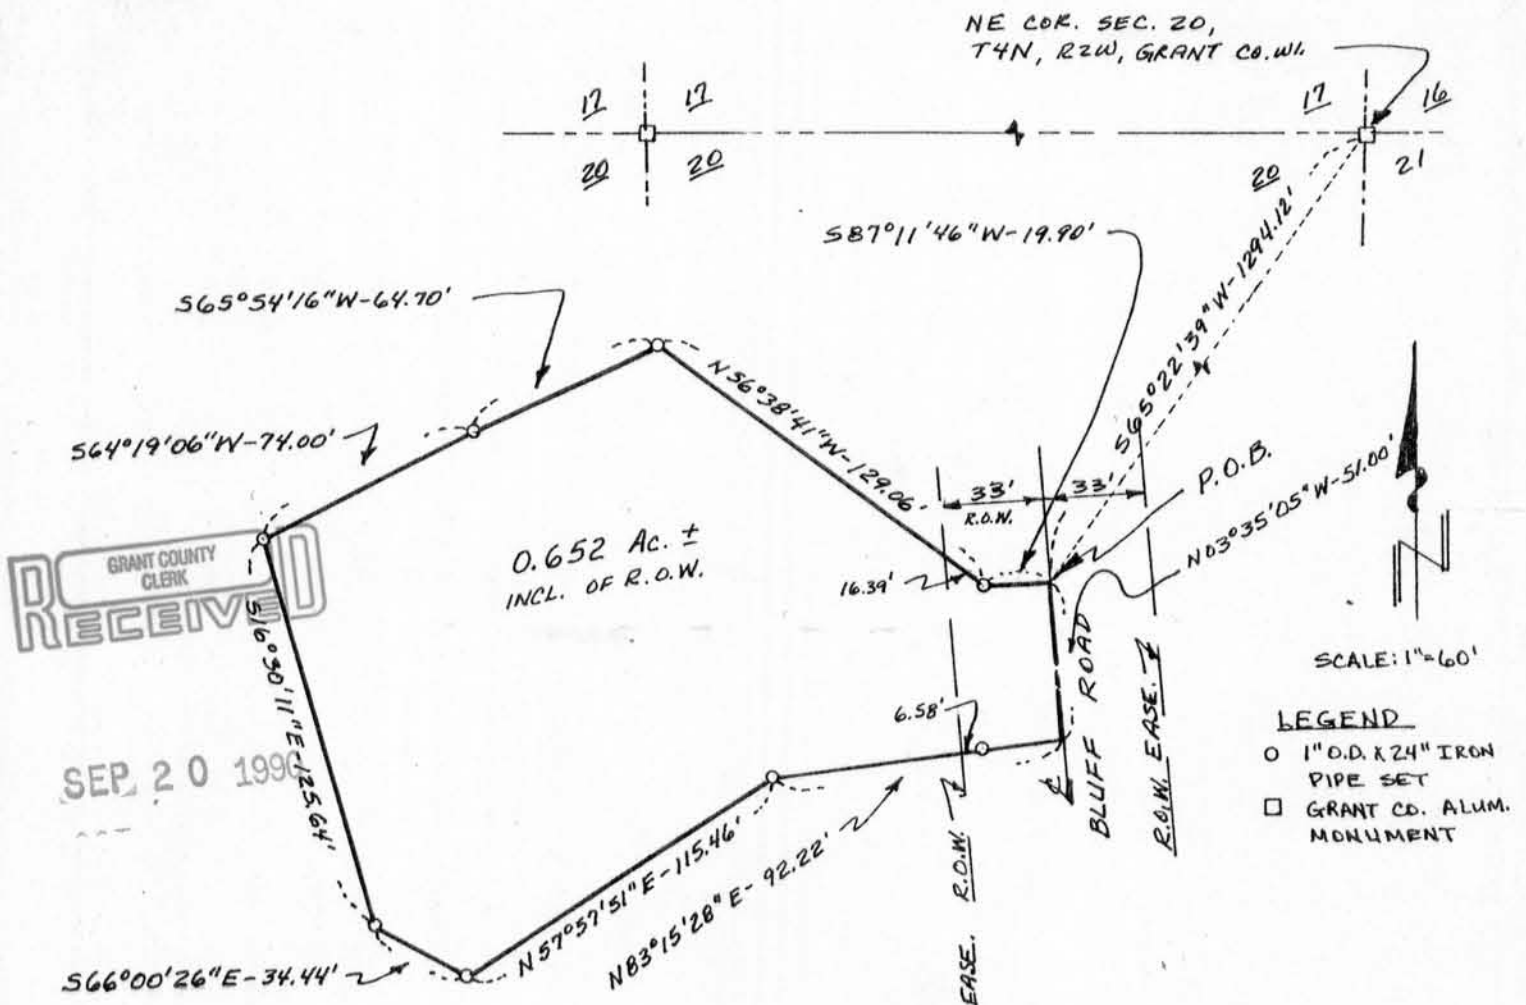 NE COR. SEC. 20,
T4N, R2W, GRANT CO. WI.
17 17
17 16
20 20
20 21
S87°11'46"W-19.90'
S65°22'39"W-1294.12'
S65°54'16"W-64.70'
N56°38'41"W-129.06
S64°19'06"W-74.00'
33' 33'
R.O.W.
P.O.B.
N03°35'05"W-51.00'
0.652 Ac. ±
INCL. OF R.O.W.
16.39'
GRANT COUNTY
CLERK
RECEIVED
S16°30'11"E-125.64'
SEP 20 1990
6.58'
BLUFF ROAD
R.O.W. EASE.
EASE. R.O.W.
N57°57'51"E-115.46'
N83°15'28"E-92.22'
S66°00'26"E-34.44'
SCALE: 1"=60'
LEGEND
1" O.D. X 24" IRON
PIPE SET
GRANT CO. ALUM.
MONUMENT